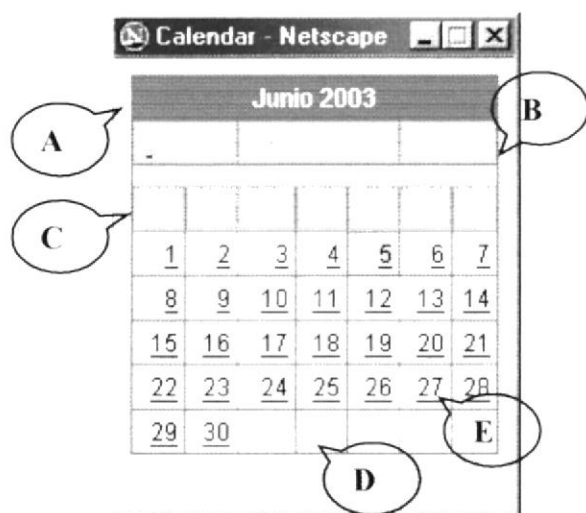 Calendar - Netscape
Junio 2003
A
B
C
1 2 3 4 5 6 7
8 9 10 11 12 13 14
15 16 17 18 19 20 21
22 23 24 25 26 27 28
29 30
E
D